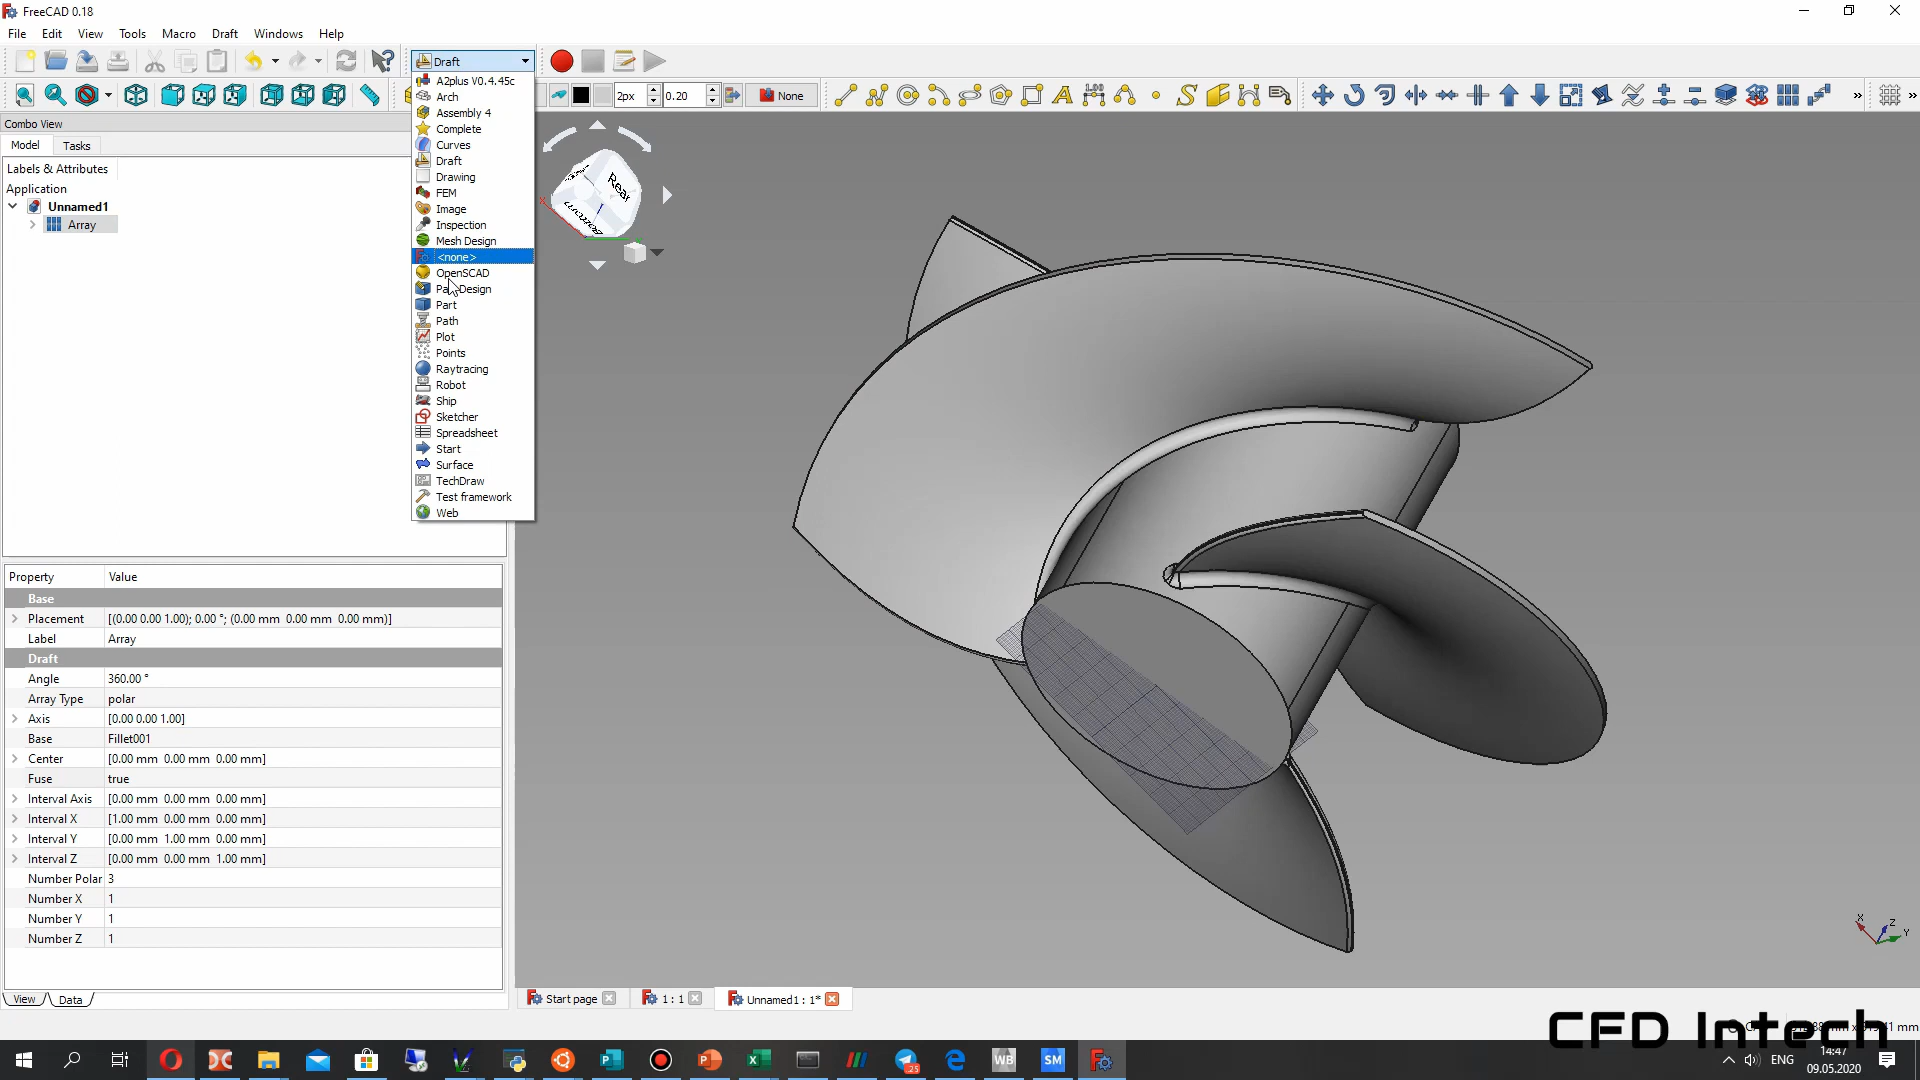 FreeCAD 0.18
File Edit View Tools Macro Draft Windows Help
Draft
2px 0.20 None
A2plus V0.4.45c
Arch
Assembly 4
Complete
Curves
Draft
Drawing
FEM
Image
Inspection
Mesh Design
<none>
OpenSCAD
Part Design
Part
Path
Plot
Points
Raytracing
Robot
Ship
Sketcher
Spreadsheet
Start
Surface
TechDraw
Test framework
Web
Combo View
Model Tasks
Labels & Attributes
Application
Unnamed1
Array
Rear
Bottom
Property Value
Base
Placement [(0.00 0.00 1.00); 0.00 °; (0.00 mm 0.00 mm 0.00 mm)]
Label Array
Draft
Angle 360.00 °
Array Type polar
Axis [0.00 0.00 1.00]
Base Fillet001
Center [0.00 mm 0.00 mm 0.00 mm]
Fuse true
Interval Axis [0.00 mm 0.00 mm 0.00 mm]
Interval X [1.00 mm 0.00 mm 0.00 mm]
Interval Y [0.00 mm 1.00 mm 0.00 mm]
Interval Z [0.00 mm 0.00 mm 1.00 mm]
Number Polar 3
Number X 1
Number Y 1
Number Z 1
X Z Y
View Data
Start page 1 : 1 Unnamed1 : 1*
CFD Intech
WB SM 25
ENG
14:47
09.05.2020